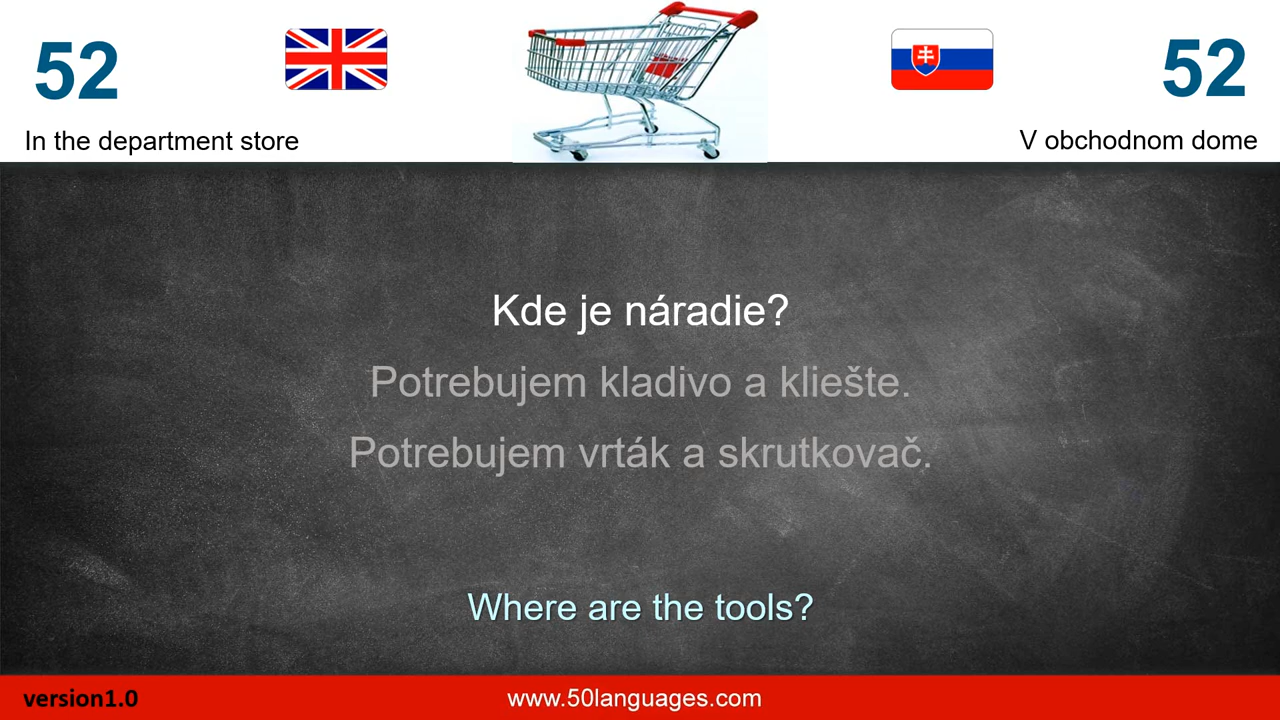 52
52
In the department store
V obchodnom dome
Kde je náradie?
Potrebujem kladivo a kliešte.
Potrebujem vrták a skrutkovač.
Where are the tools?
version1.0
www.50languages.com